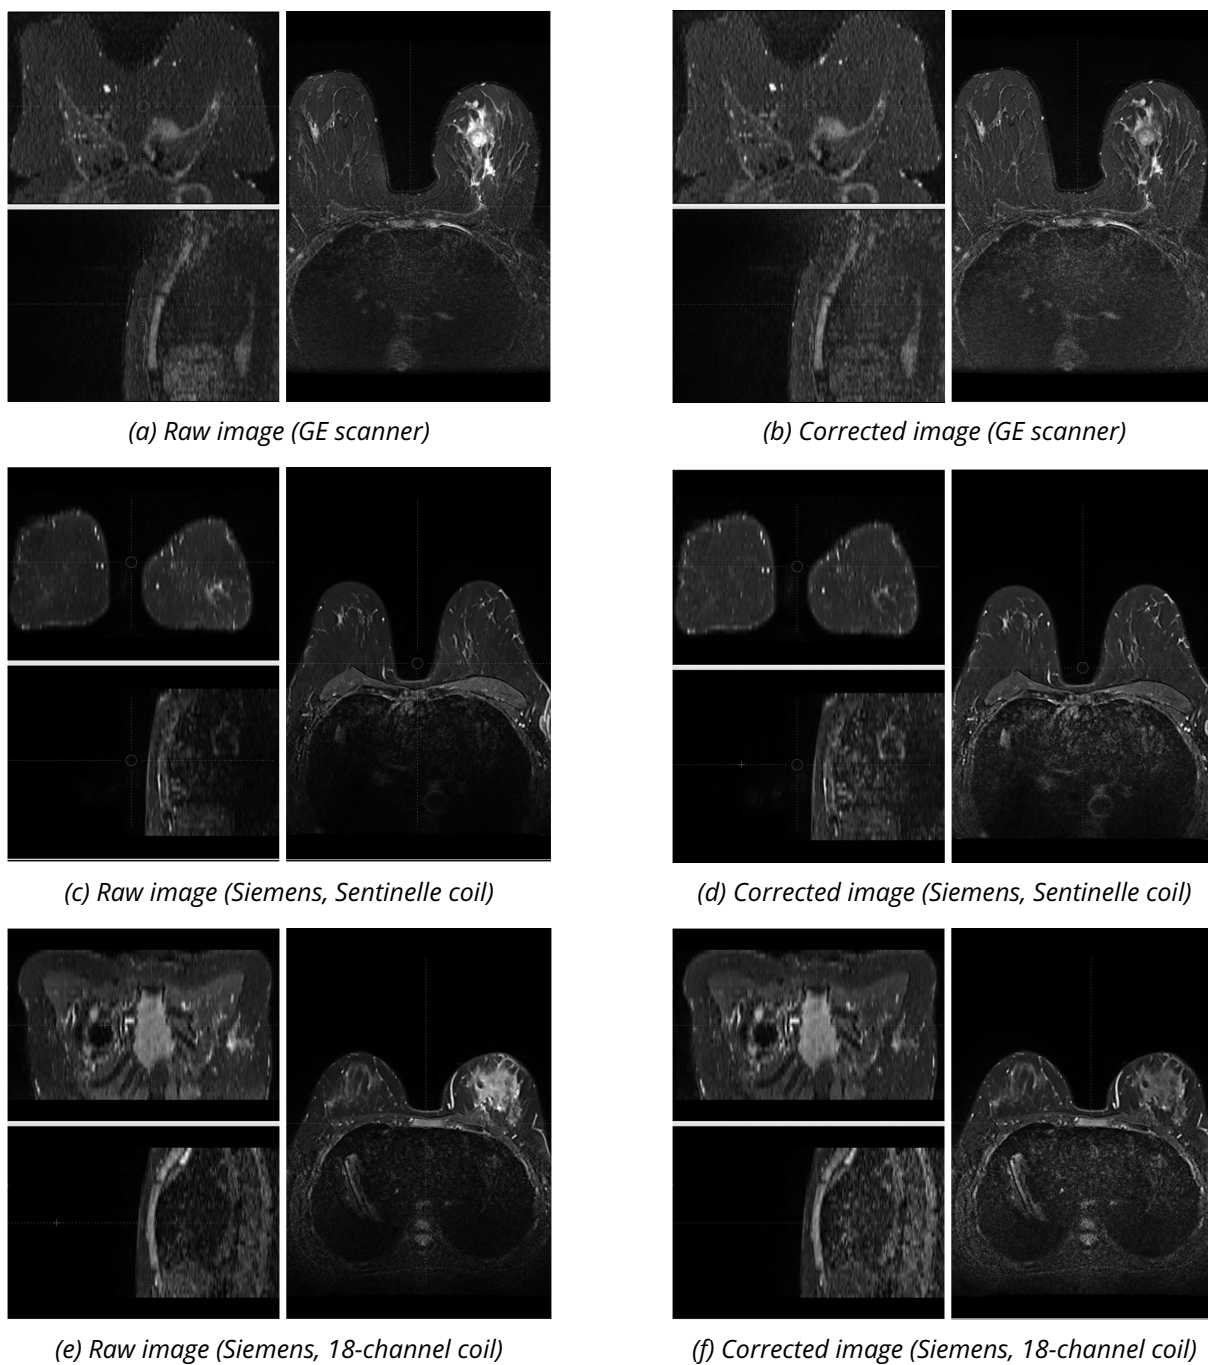 (a) Raw image (GE scanner)
(b) Corrected image (GE scanner)
(c) Raw image (Siemens, Sentinelle coil)
(d) Corrected image (Siemens, Sentinelle coil)
(e) Raw image (Siemens, 18-channel coil)
(f) Corrected image (Siemens, 18-channel coil)